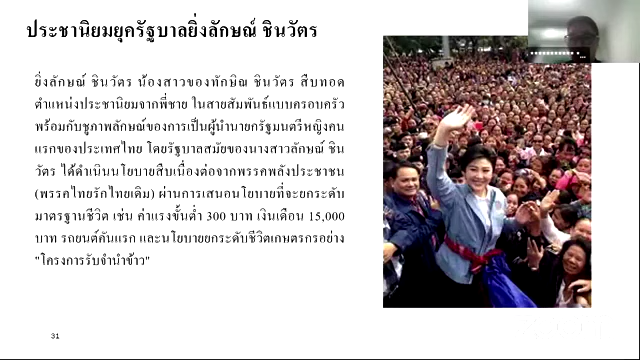 ประชานิยมยุครัฐบาลยิ่งลักษณ์ ชินวัตร
ยิ่งลักษณ์ ชินวัตร น้องสาวของทักษิณ ชินวัตร สืบทอด
ตำแหน่งประชานิยมจากพี่ชาย ในสายสัมพันธ์แบบครอบครัว
พร้อมกับชูภาพลักษณ์ของการเป็นผู้นำนายกรัฐมนตรีหญิงคน
แรกของประเทศไทย โดยรัฐบาลสมัยของนางสาวลักษณ์ ชิน
วัตร ได้ดำเนินนโยบายสืบเนื่องต่อจากพรรคพลังประชาชน
(พรรคไทยรักไทยเดิม) ผ่านการเสนอนโยบายที่จะยกระดับ
มาตรฐานชีวิต เช่น ค่าแรงขั้นต่ำ 300 บาท เงินเดือน 15,000
บาท รถยนต์คันแรก และนโยบายยกระดับชีวิตเกษตรกรอย่าง
"โครงการรับจำนำข้าว"
31